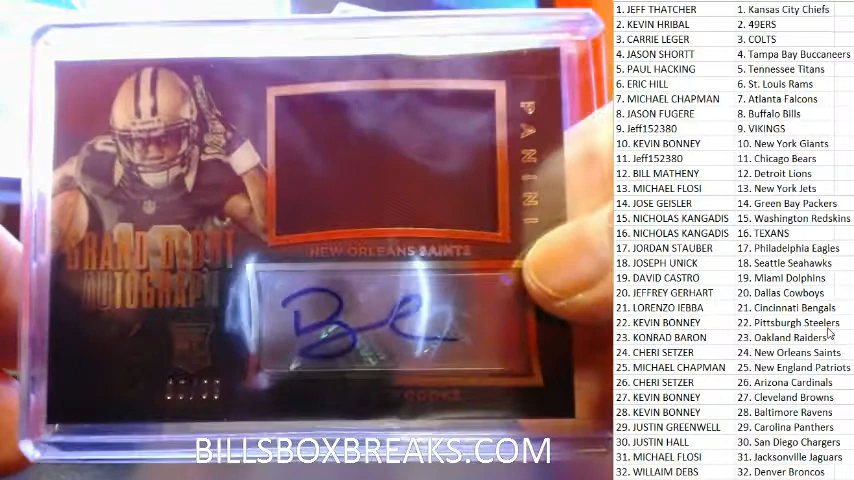 PANINI
GRAND DEBUT
AUTOGRAPH
NEW ORLEANS SAINTS
COOKS
BILLSBOXBREAKS.COM
1. JEFF THATCHER 1. Kansas City Chiefs
2. KEVIN HRIBAL 2. 49ERS
3. CARRIE LEGER 3. COLTS
4. JASON SHORTT 4. Tampa Bay Buccaneers
5. PAUL HACKING 5. Tennessee Titans
6. ERIC HILL 6. St. Louis Rams
7. MICHAEL CHAPMAN 7. Atlanta Falcons
8. JASON FUGERE 8. Buffalo Bills
9. Jeff152380 9. VIKINGS
10. KEVIN BONNEY 10. New York Giants
11. Jeff152380 11. Chicago Bears
12. BILL MATHENY 12. Detroit Lions
13. MICHAEL FLOSI 13. New York Jets
14. JOSE GEISLER 14. Green Bay Packers
15. NICHOLAS KANGADIS 15. Washington Redskins
16. NICHOLAS KANGADIS 16. TEXANS
17. JORDAN STAUBER 17. Philadelphia Eagles
18. JOSEPH UNICK 18. Seattle Seahawks
19. DAVID CASTRO 19. Miami Dolphins
20. JEFFREY GERHART 20. Dallas Cowboys
21. LORENZO IEBBA 21. Cincinnati Bengals
22. KEVIN BONNEY 22. Pittsburgh Steelers
23. KONRAD BARON 23. Oakland Raiders
24. CHERI SETZER 24. New Orleans Saints
25. MICHAEL CHAPMAN 25. New England Patriots
26. CHERI SETZER 26. Arizona Cardinals
27. KEVIN BONNEY 27. Cleveland Browns
28. KEVIN BONNEY 28. Baltimore Ravens
29. JUSTIN GREENWELL 29. Carolina Panthers
30. JUSTIN HALL 30. San Diego Chargers
31. MICHAEL FLOSI 31. Jacksonville Jaguars
32. WILLAIM DEBS 32. Denver Broncos